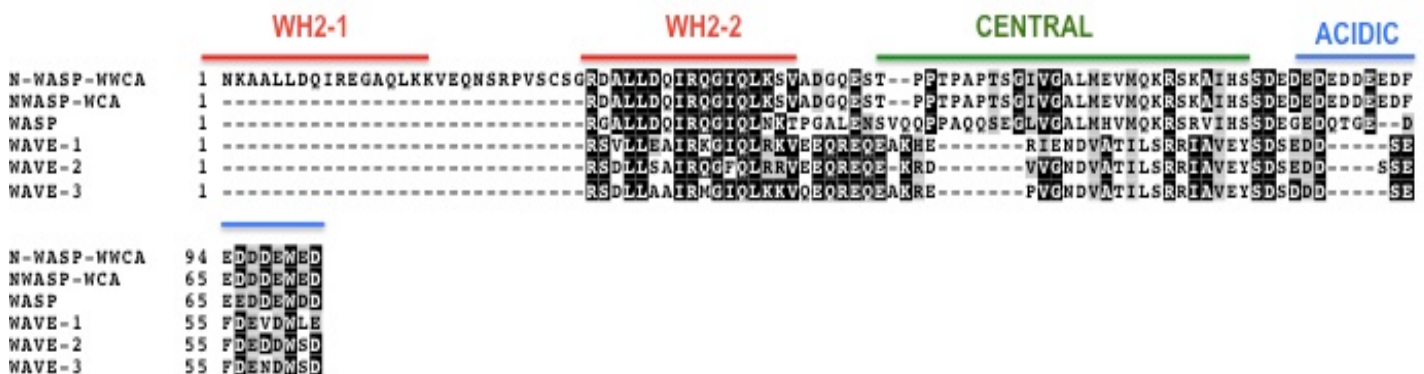 WH2-1 WH2-2 CENTRAL ACIDIC
N-WASP-WWCA 1 NKAALLDQIREGAQLKKVEQNSRPVSCSGRDALLDQIRQGIQLKSVADGQEST--PPTPAPTSGIVGALMEVMQKRSKAIHSSDEDEDEDDEEDF
NWASP-WCA 1 -----------------------------RDALLDQIRQGIQLKSVADGQEST--PPTPAPTSGIVGALMEVMQKRSKAIHSSDEDEDEDDEEDF
WASP 1 -----------------------------RGALLDQIRQGIQLNKTPGALENSVQQPPAQQSEGLVGALMHVMQKRSRVIHSSDEGEDQTGE--D
WAVE-1 1 -----------------------------RSVLLEAIRKGIQLRKVEEQREQEAKHE-------RIENDVATILSRRIAVEYSDSEDD-----SE
WAVE-2 1 -----------------------------RSDLLSAIRQGFQLRRVEEQREQE-KRD-------VVGNDVATILSRRIAVEYSDSEDD----SSE
WAVE-3 1 -----------------------------RSDLLAAIRMGIQLKKVQEQREQEAKRE-------PVGNDVATILSRRIAVEYSDSDDD-----SE
N-WASP-WWCA 94 EDDDEWED
NWASP-WCA 65 EDDDEWED
WASP 65 EEDDEWDD
WAVE-1 55 FDEVDWLE
WAVE-2 55 FDEDDWSD
WAVE-3 55 FDENDWSD